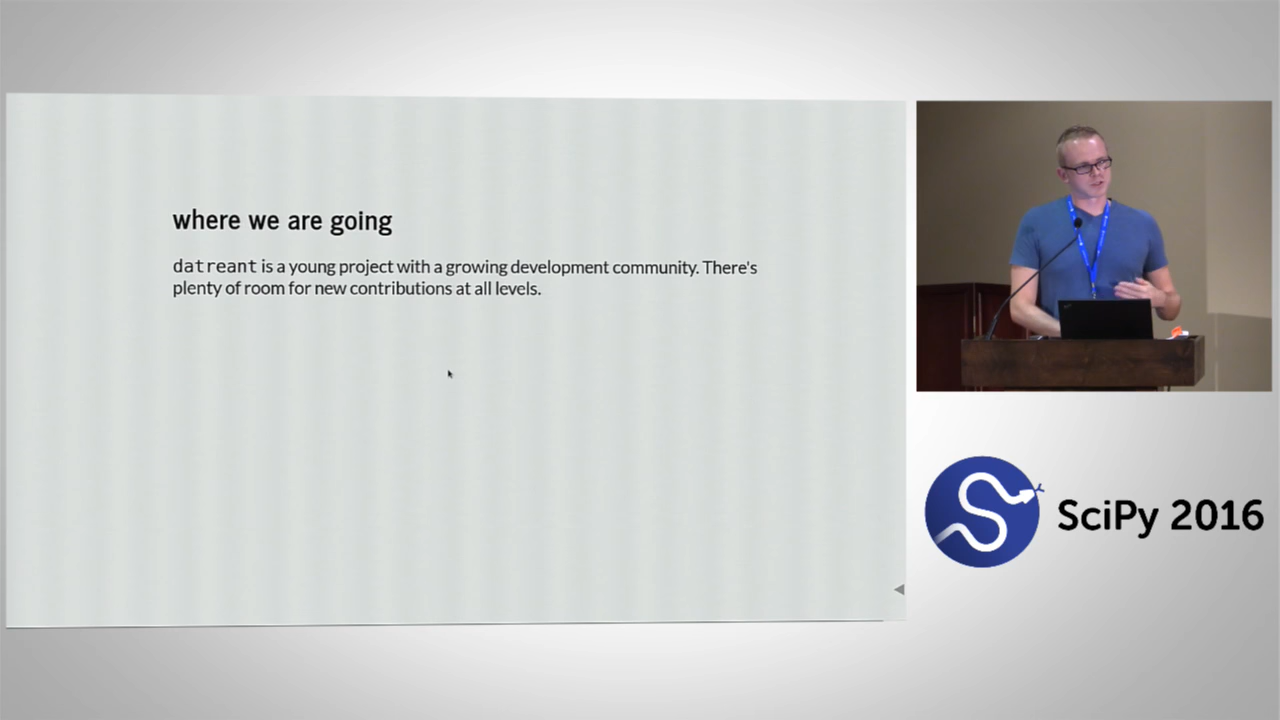 where we are going
datreant is a young project with a growing development community. There's
plenty of room for new contributions at all levels.
SciPy 2016